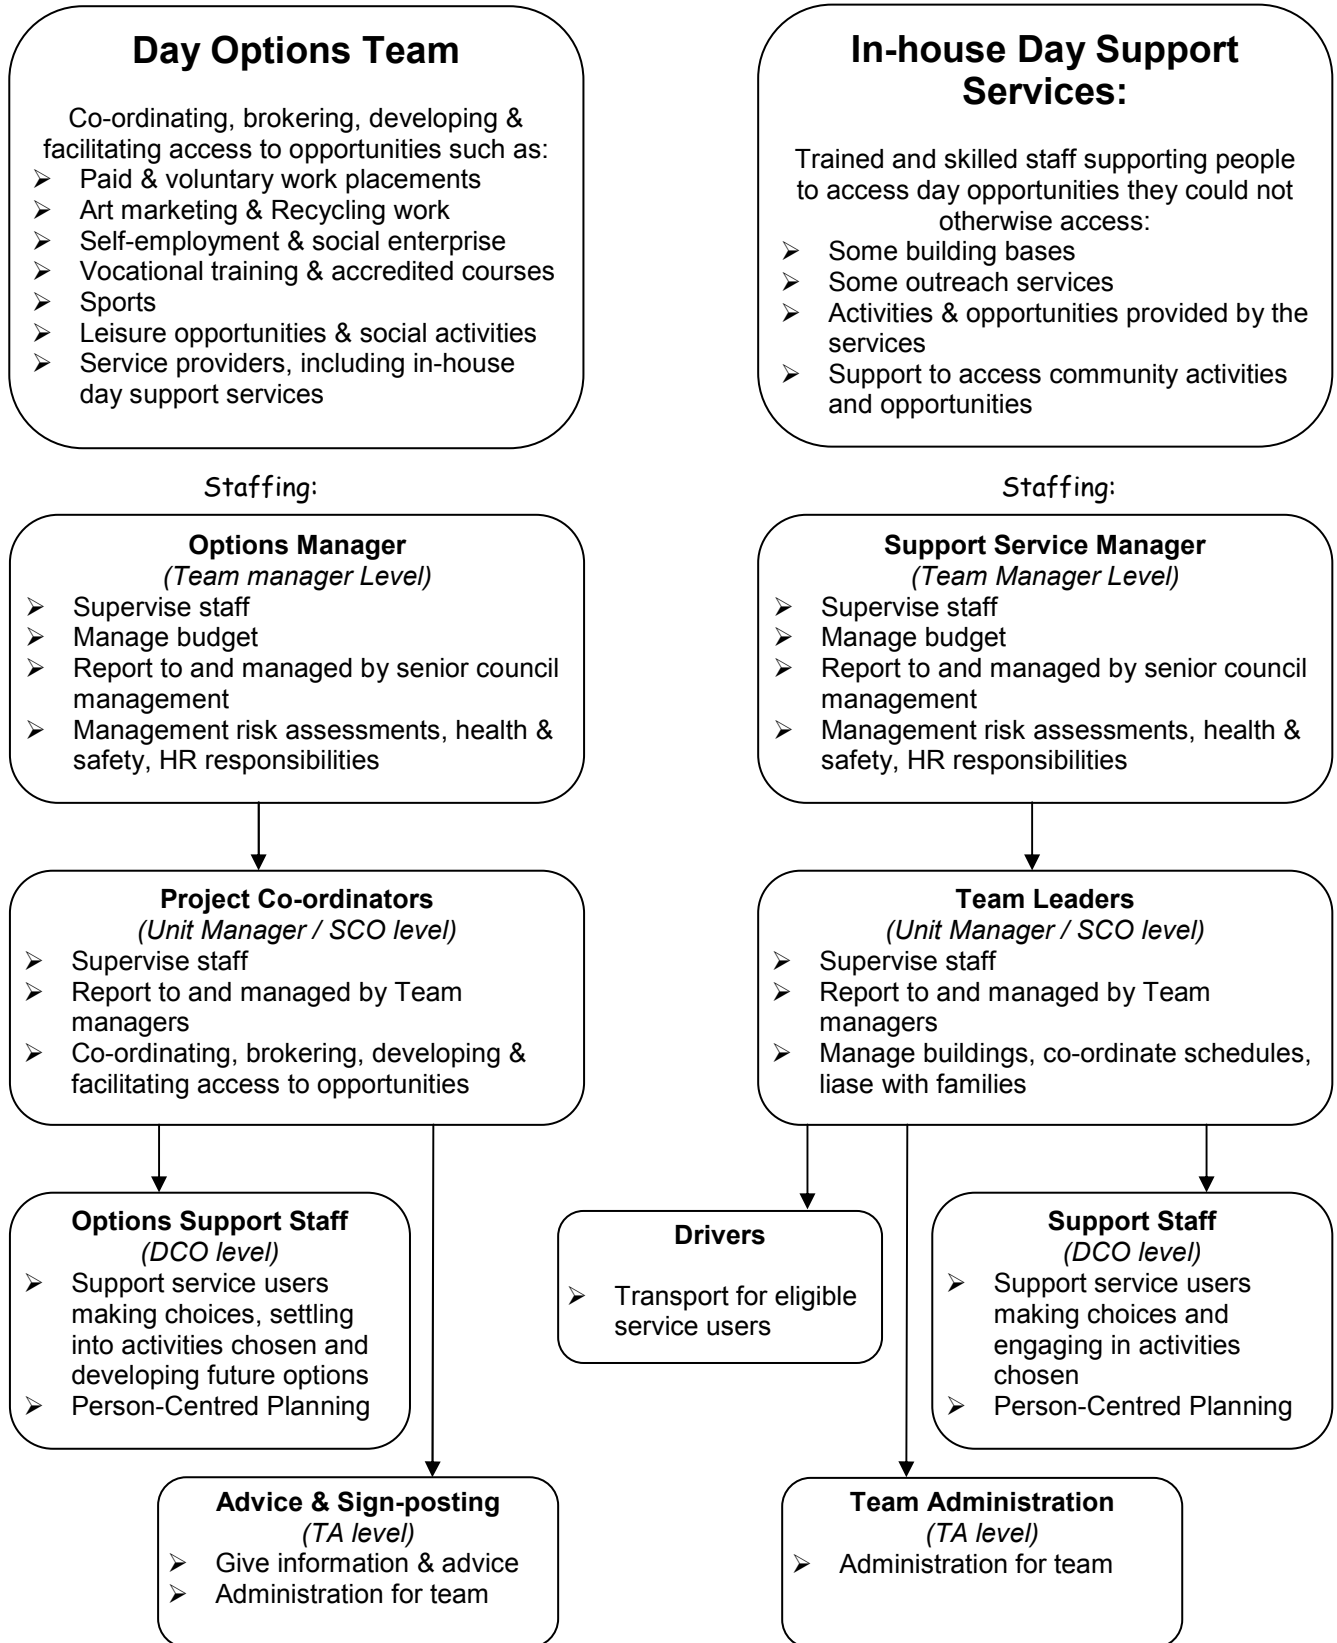 Day Options Team
Co-ordinating, brokering, developing &
facilitating access to opportunities such as:
➢ Paid & voluntary work placements
➢ Art marketing & Recycling work
➢ Self-employment & social enterprise
➢ Vocational training & accredited courses
➢ Sports
➢ Leisure opportunities & social activities
➢ Service providers, including in-house
day support services
In-house Day Support
Services:
Trained and skilled staff supporting people
to access day opportunities they could not
otherwise access:
➢ Some building bases
➢ Some outreach services
➢ Activities & opportunities provided by the
services
➢ Support to access community activities
and opportunities
Staffing:
Staffing:
Options Manager
(Team manager Level)
➢ Supervise staff
➢ Manage budget
➢ Report to and managed by senior council
management
➢ Management risk assessments, health &
safety, HR responsibilities
Support Service Manager
(Team Manager Level)
➢ Supervise staff
➢ Manage budget
➢ Report to and managed by senior council
management
➢ Management risk assessments, health &
safety, HR responsibilities
Project Co-ordinators
(Unit Manager / SCO level)
➢ Supervise staff
➢ Report to and managed by Team
managers
➢ Co-ordinating, brokering, developing &
facilitating access to opportunities
Team Leaders
(Unit Manager / SCO level)
➢ Supervise staff
➢ Report to and managed by Team
managers
➢ Manage buildings, co-ordinate schedules,
liase with families
Options Support Staff
(DCO level)
➢ Support service users
making choices, settling
into activities chosen and
developing future options
➢ Person-Centred Planning
Drivers
➢ Transport for eligible
service users
Support Staff
(DCO level)
➢ Support service users
making choices and
engaging in activities
chosen
➢ Person-Centred Planning
Advice & Sign-posting
(TA level)
➢ Give information & advice
➢ Administration for team
Team Administration
(TA level)
➢ Administration for team